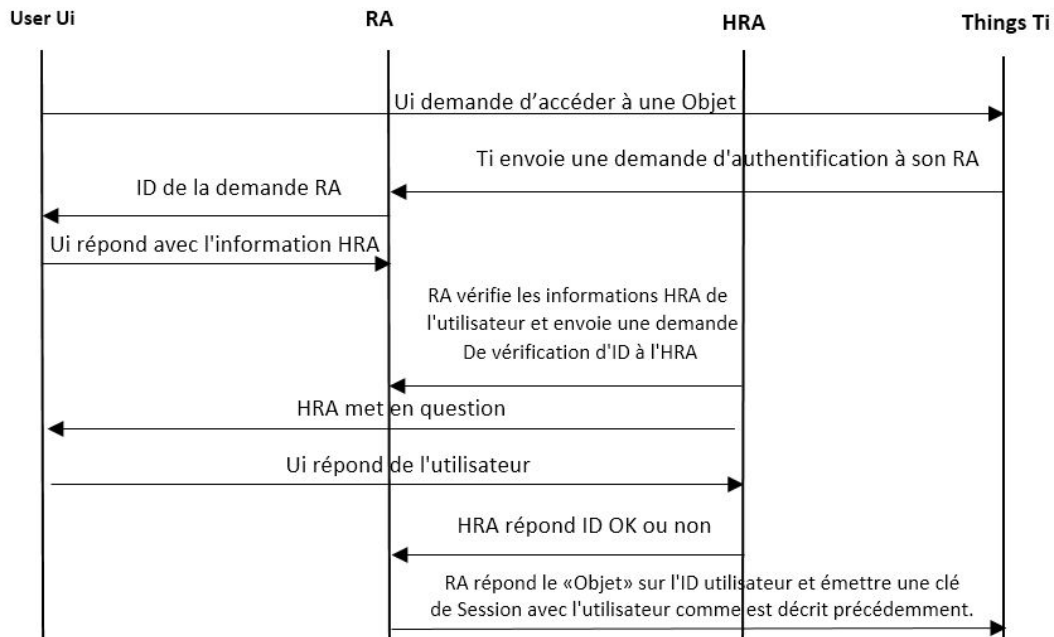 User Ui
RA
HRA
Things Ti
Ui demande d’accéder à une Objet
Ti envoie une demande d'authentification à son RA
ID de la demande RA
Ui répond avec l'information HRA
RA vérifie les informations HRA de
l'utilisateur et envoie une demande
De vérification d'ID à l'HRA
HRA met en question
Ui répond de l'utilisateur
HRA répond ID OK ou non
RA répond le «Objet» sur l'ID utilisateur et émettre une clé
de Session avec l'utilisateur comme est décrit précédemment.